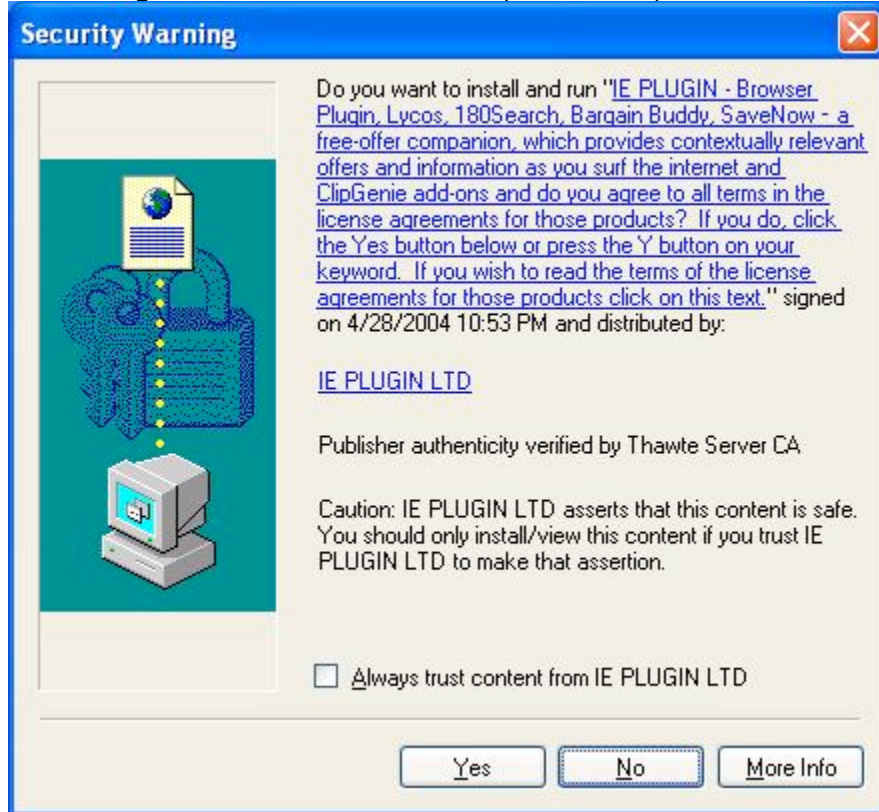 Security Warning
Do you want to install and run "IE PLUGIN - Browser
Plugin, Lycos, 180Search, Bargain Buddy, SaveNow - a
free-offer companion, which provides contextually relevant
offers and information as you surf the internet and
ClipGenie add-ons and do you agree to all terms in the
license agreements for those products? If you do, click
the Yes button below or press the Y button on your
keyword. If you wish to read the terms of the license
agreements for those products click on this text." signed
on 4/28/2004 10:53 PM and distributed by:
IE PLUGIN LTD
Publisher authenticity verified by Thawte Server CA
Caution: IE PLUGIN LTD asserts that this content is safe.
You should only install/view this content if you trust IE
PLUGIN LTD to make that assertion.
Always trust content from IE PLUGIN LTD
Yes No More Info